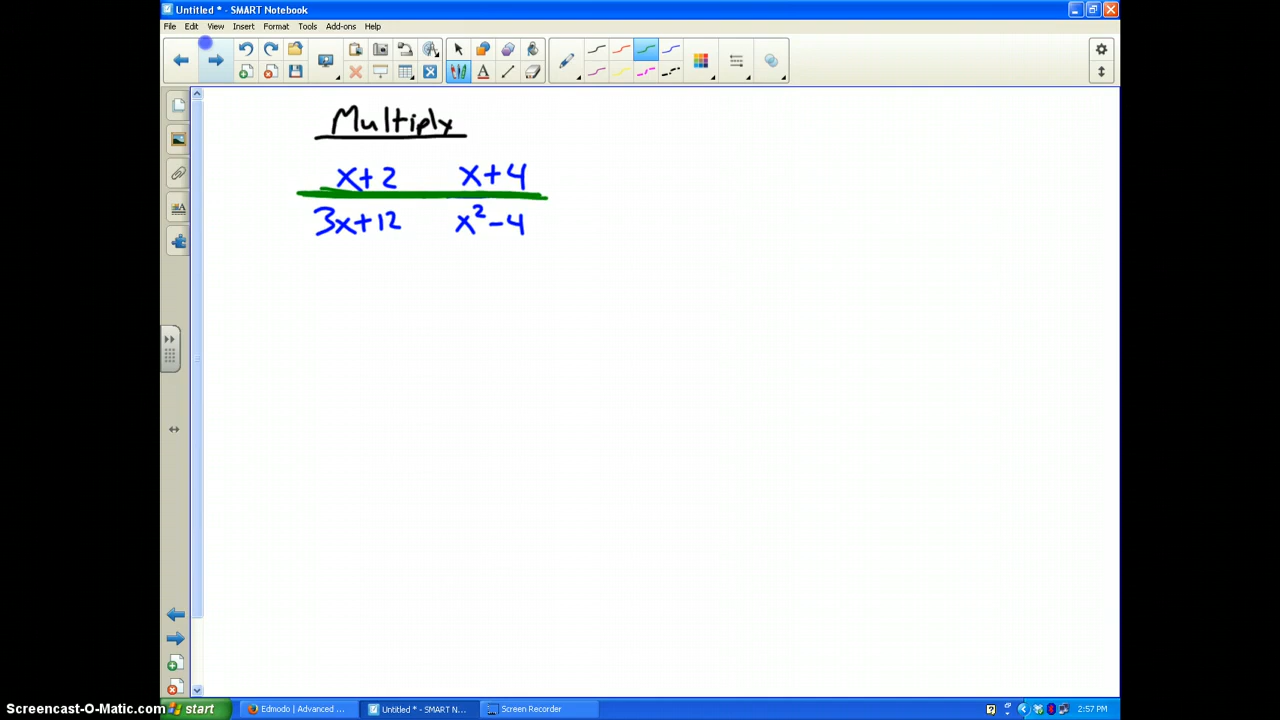 Untitled * - SMART Notebook
File Edit View Insert Format Tools Add-ons Help
Multiply
x+2 x+4
3x+12 x²-4
Screencast-O-Matic.com
start Edmodo | Advanced ... Untitled * - SMART N... Screen Recorder 2:57 PM